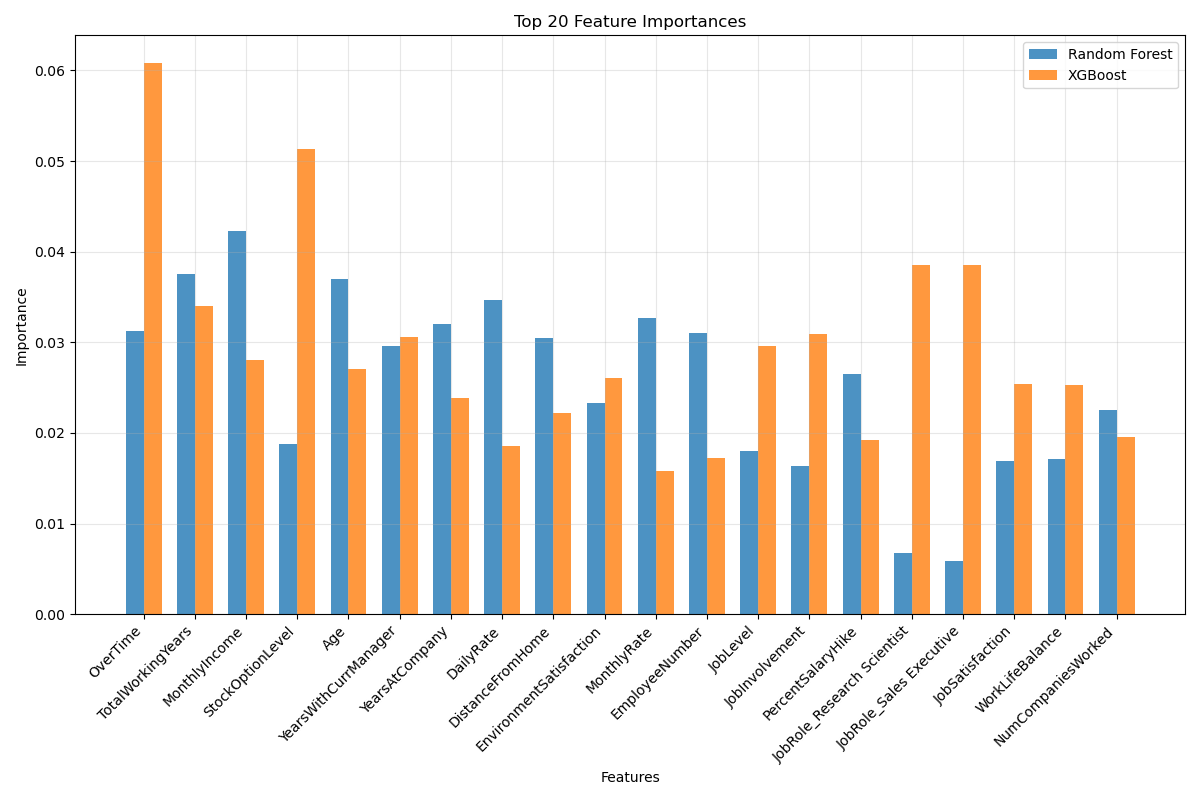 Top 20 Feature Importances
Random Forest
XGBoost
Importance
0.06
0.05
0.04
0.03
0.02
0.01
0.00
OverTime
TotalWorkingYears
MonthlyIncome
StockOptionLevel
Age
YearsWithCurrManager
YearsAtCompany
DailyRate
DistanceFromHome
EnvironmentSatisfaction
MonthlyRate
EmployeeNumber
JobLevel
JobInvolvement
PercentSalaryHike
JobRole_Research Scientist
JobRole_Sales Executive
JobSatisfaction
WorkLifeBalance
NumCompaniesWorked
Features